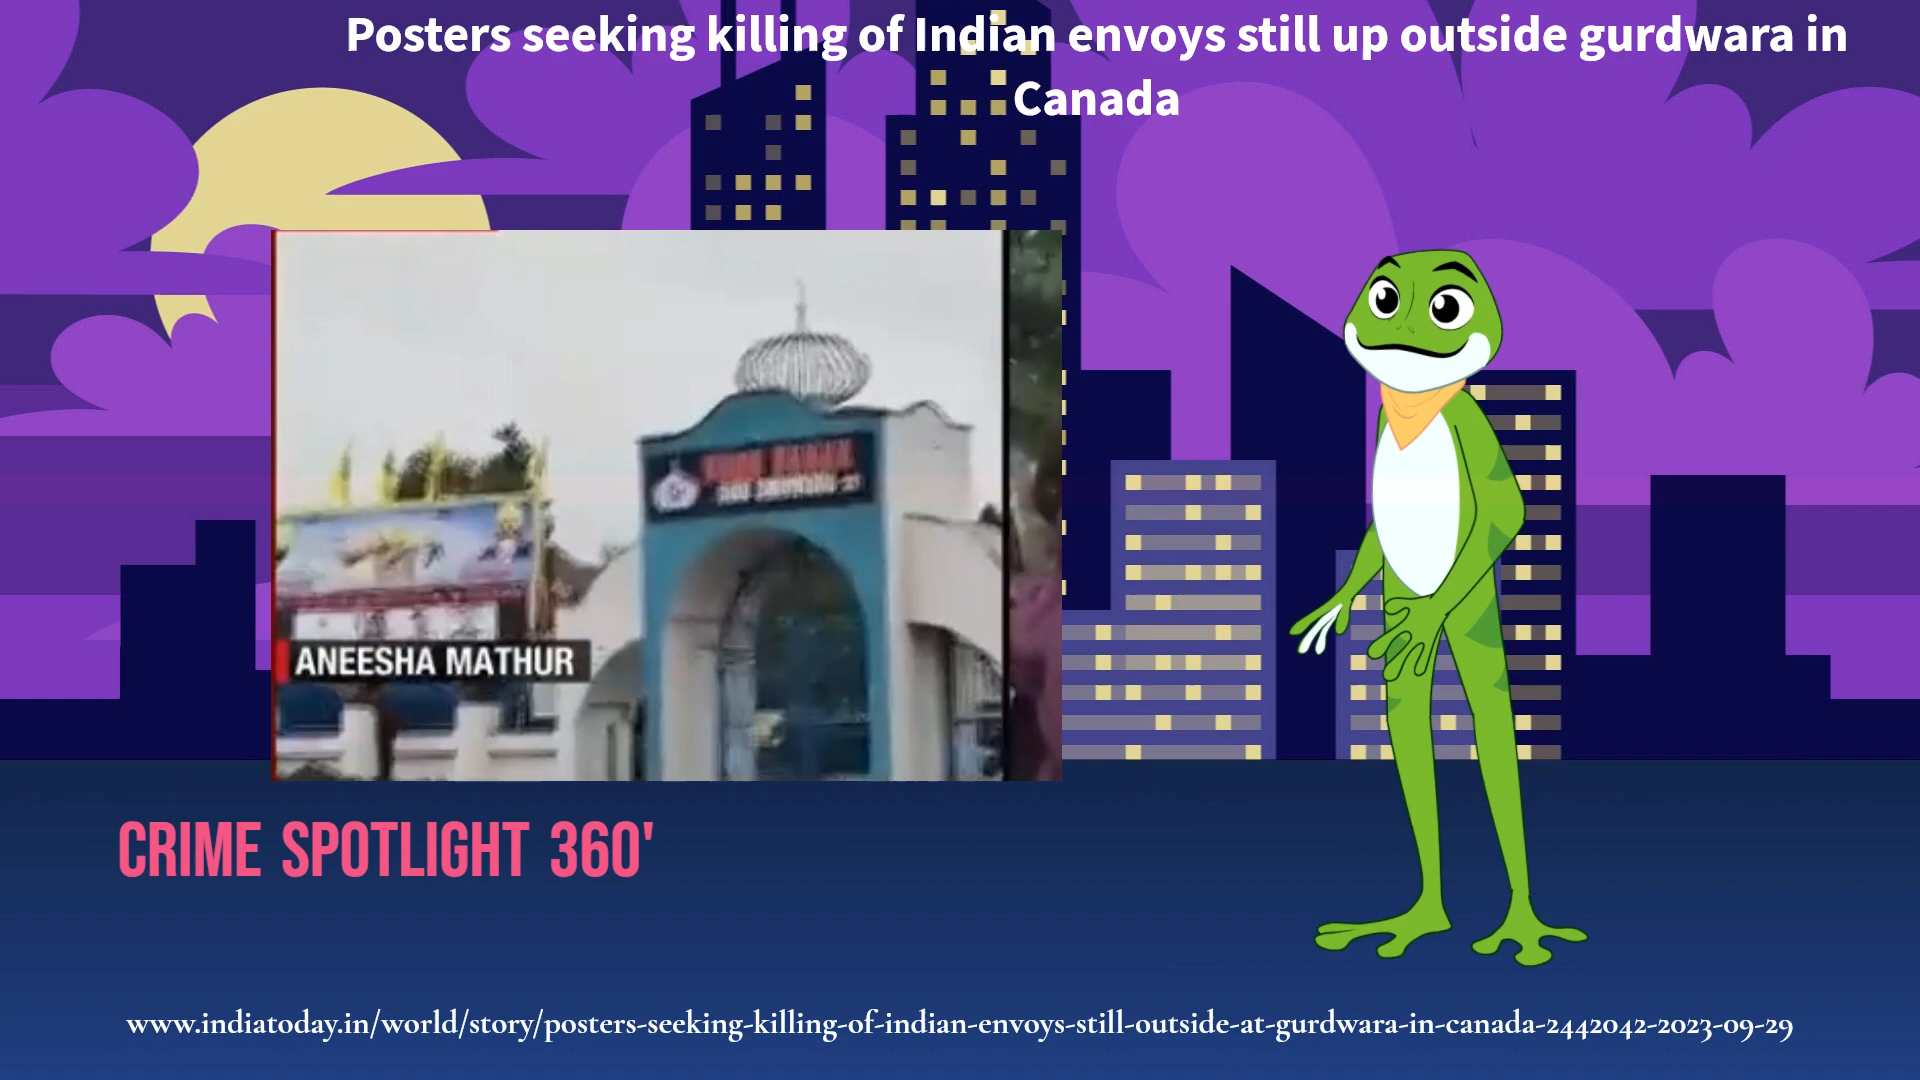 Posters seeking killing of Indian envoys still up outside gurdwara in
Canada
ANEESHA MATHUR
CRIME SPOTLIGHT 360'
www.indiatoday.in/world/story/posters-seeking-killing-of-indian-envoys-still-outside-at-gurdwara-in-canada-2442042-2023-09-29